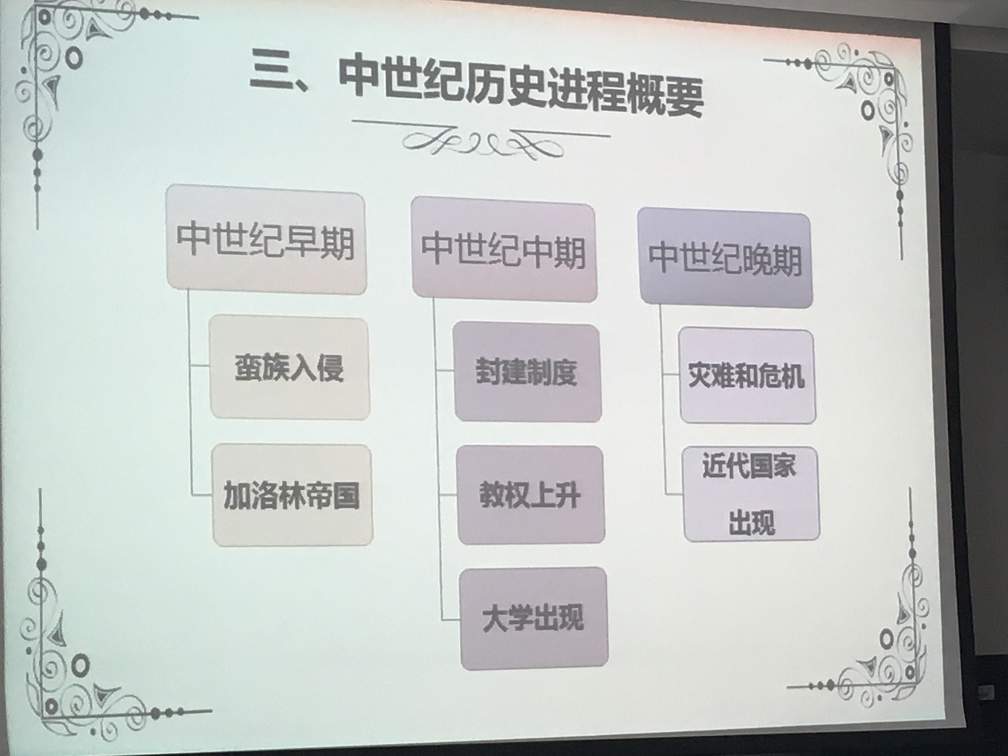 三、中世纪历史进程概要
中世纪早期
蛮族入侵
加洛林帝国
中世纪中期
封建制度
教权上升
大学出现
中世纪晚期
灾难和危机
近代国家
出现